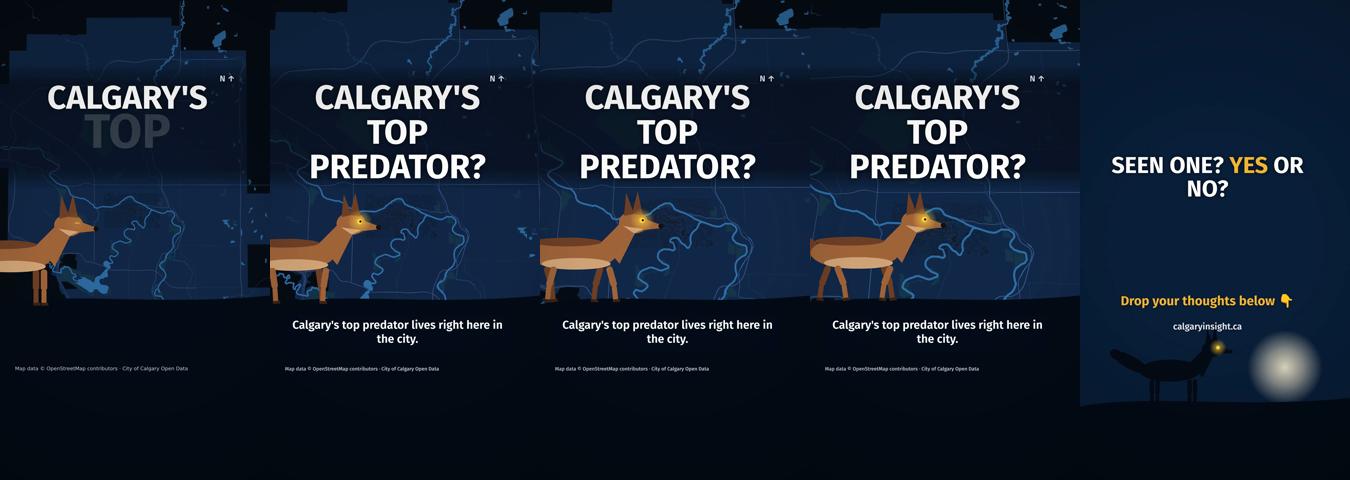 N ↑
CALGARY'S
TOP
Map data © OpenStreetMap contributors · City of Calgary Open Data
N ↑
CALGARY'S
TOP
PREDATOR?
Calgary's top predator lives right here in
the city.
Map data © OpenStreetMap contributors · City of Calgary Open Data
N ↑
CALGARY'S
TOP
PREDATOR?
Calgary's top predator lives right here in
the city.
Map data © OpenStreetMap contributors · City of Calgary Open Data
N ↑
CALGARY'S
TOP
PREDATOR?
Calgary's top predator lives right here in
the city.
Map data © OpenStreetMap contributors · City of Calgary Open Data
SEEN ONE? YES OR
NO?
Drop your thoughts below 👇
calgaryinsight.ca